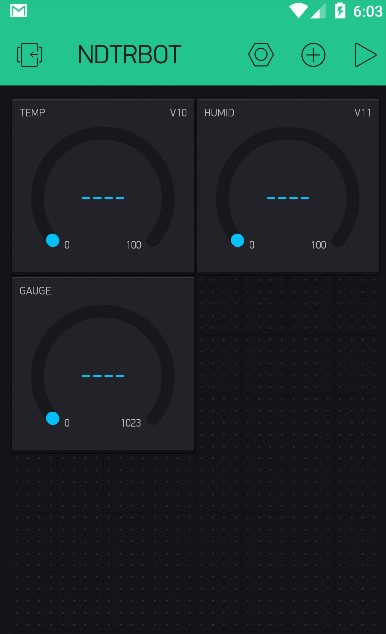 6:03
NDTRBOT
TEMP V10
HUMID V11
----
----
0 100
0 100
GAUGE
----
0 1023